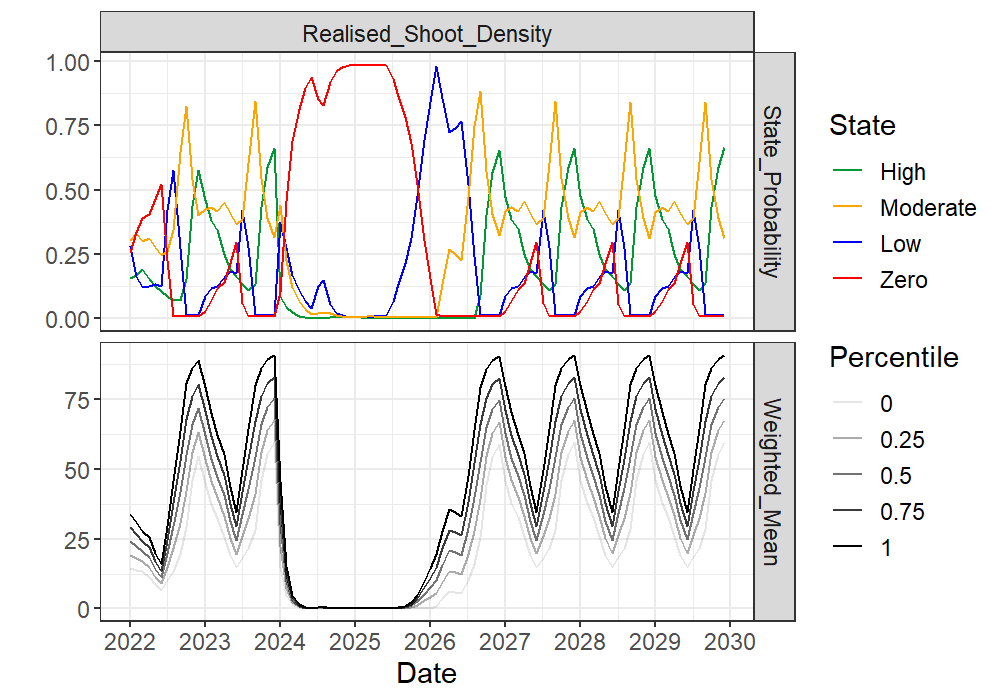 Realised_Shoot_Density
1.00
0.75
0.50
0.25
0.00
State_Probability
75
50
25
0
Weighted_Mean
2022 2023 2024 2025 2026 2027 2028 2029 2030
Date
State
High
Moderate
Low
Zero
Percentile
0
0.25
0.5
0.75
1